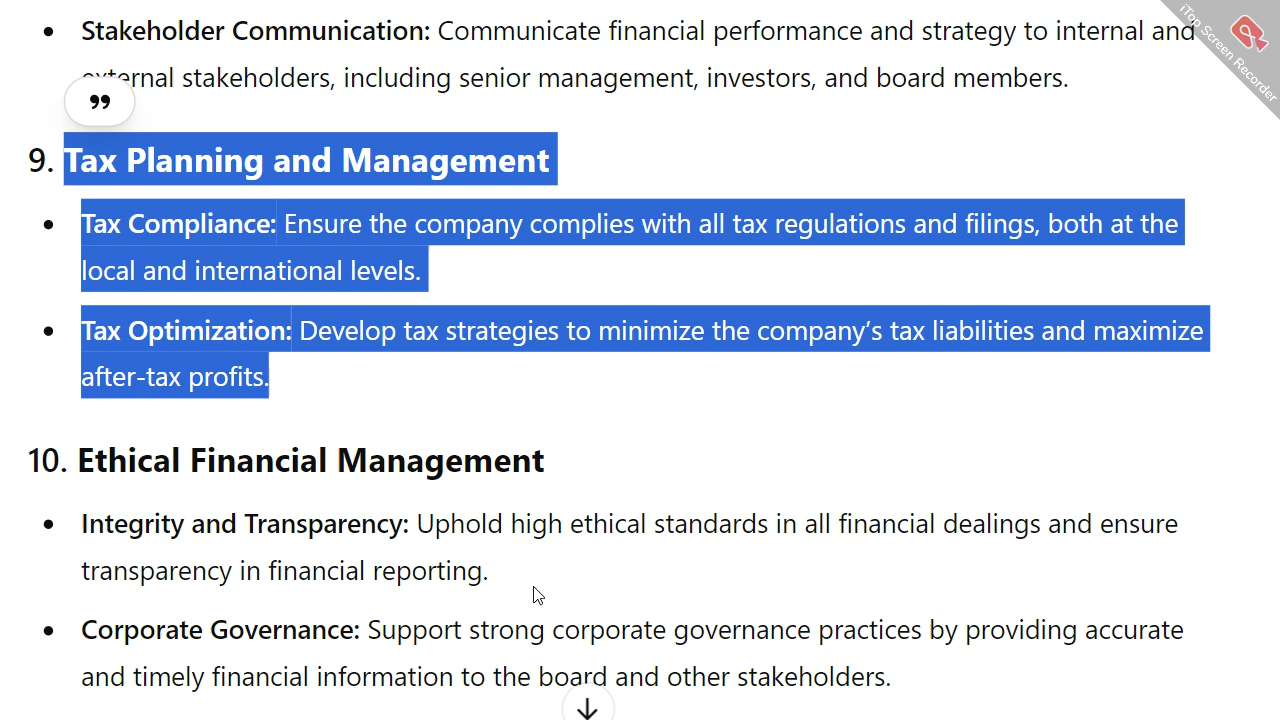 Stakeholder Communication: Communicate financial performance and strategy to internal and
external stakeholders, including senior management, investors, and board members.
9. Tax Planning and Management
Tax Compliance: Ensure the company complies with all tax regulations and filings, both at the
local and international levels.
Tax Optimization: Develop tax strategies to minimize the company’s tax liabilities and maximize
after-tax profits.
10. Ethical Financial Management
Integrity and Transparency: Uphold high ethical standards in all financial dealings and ensure
transparency in financial reporting.
Corporate Governance: Support strong corporate governance practices by providing accurate
and timely financial information to the board and other stakeholders.
iTop Screen Recorder